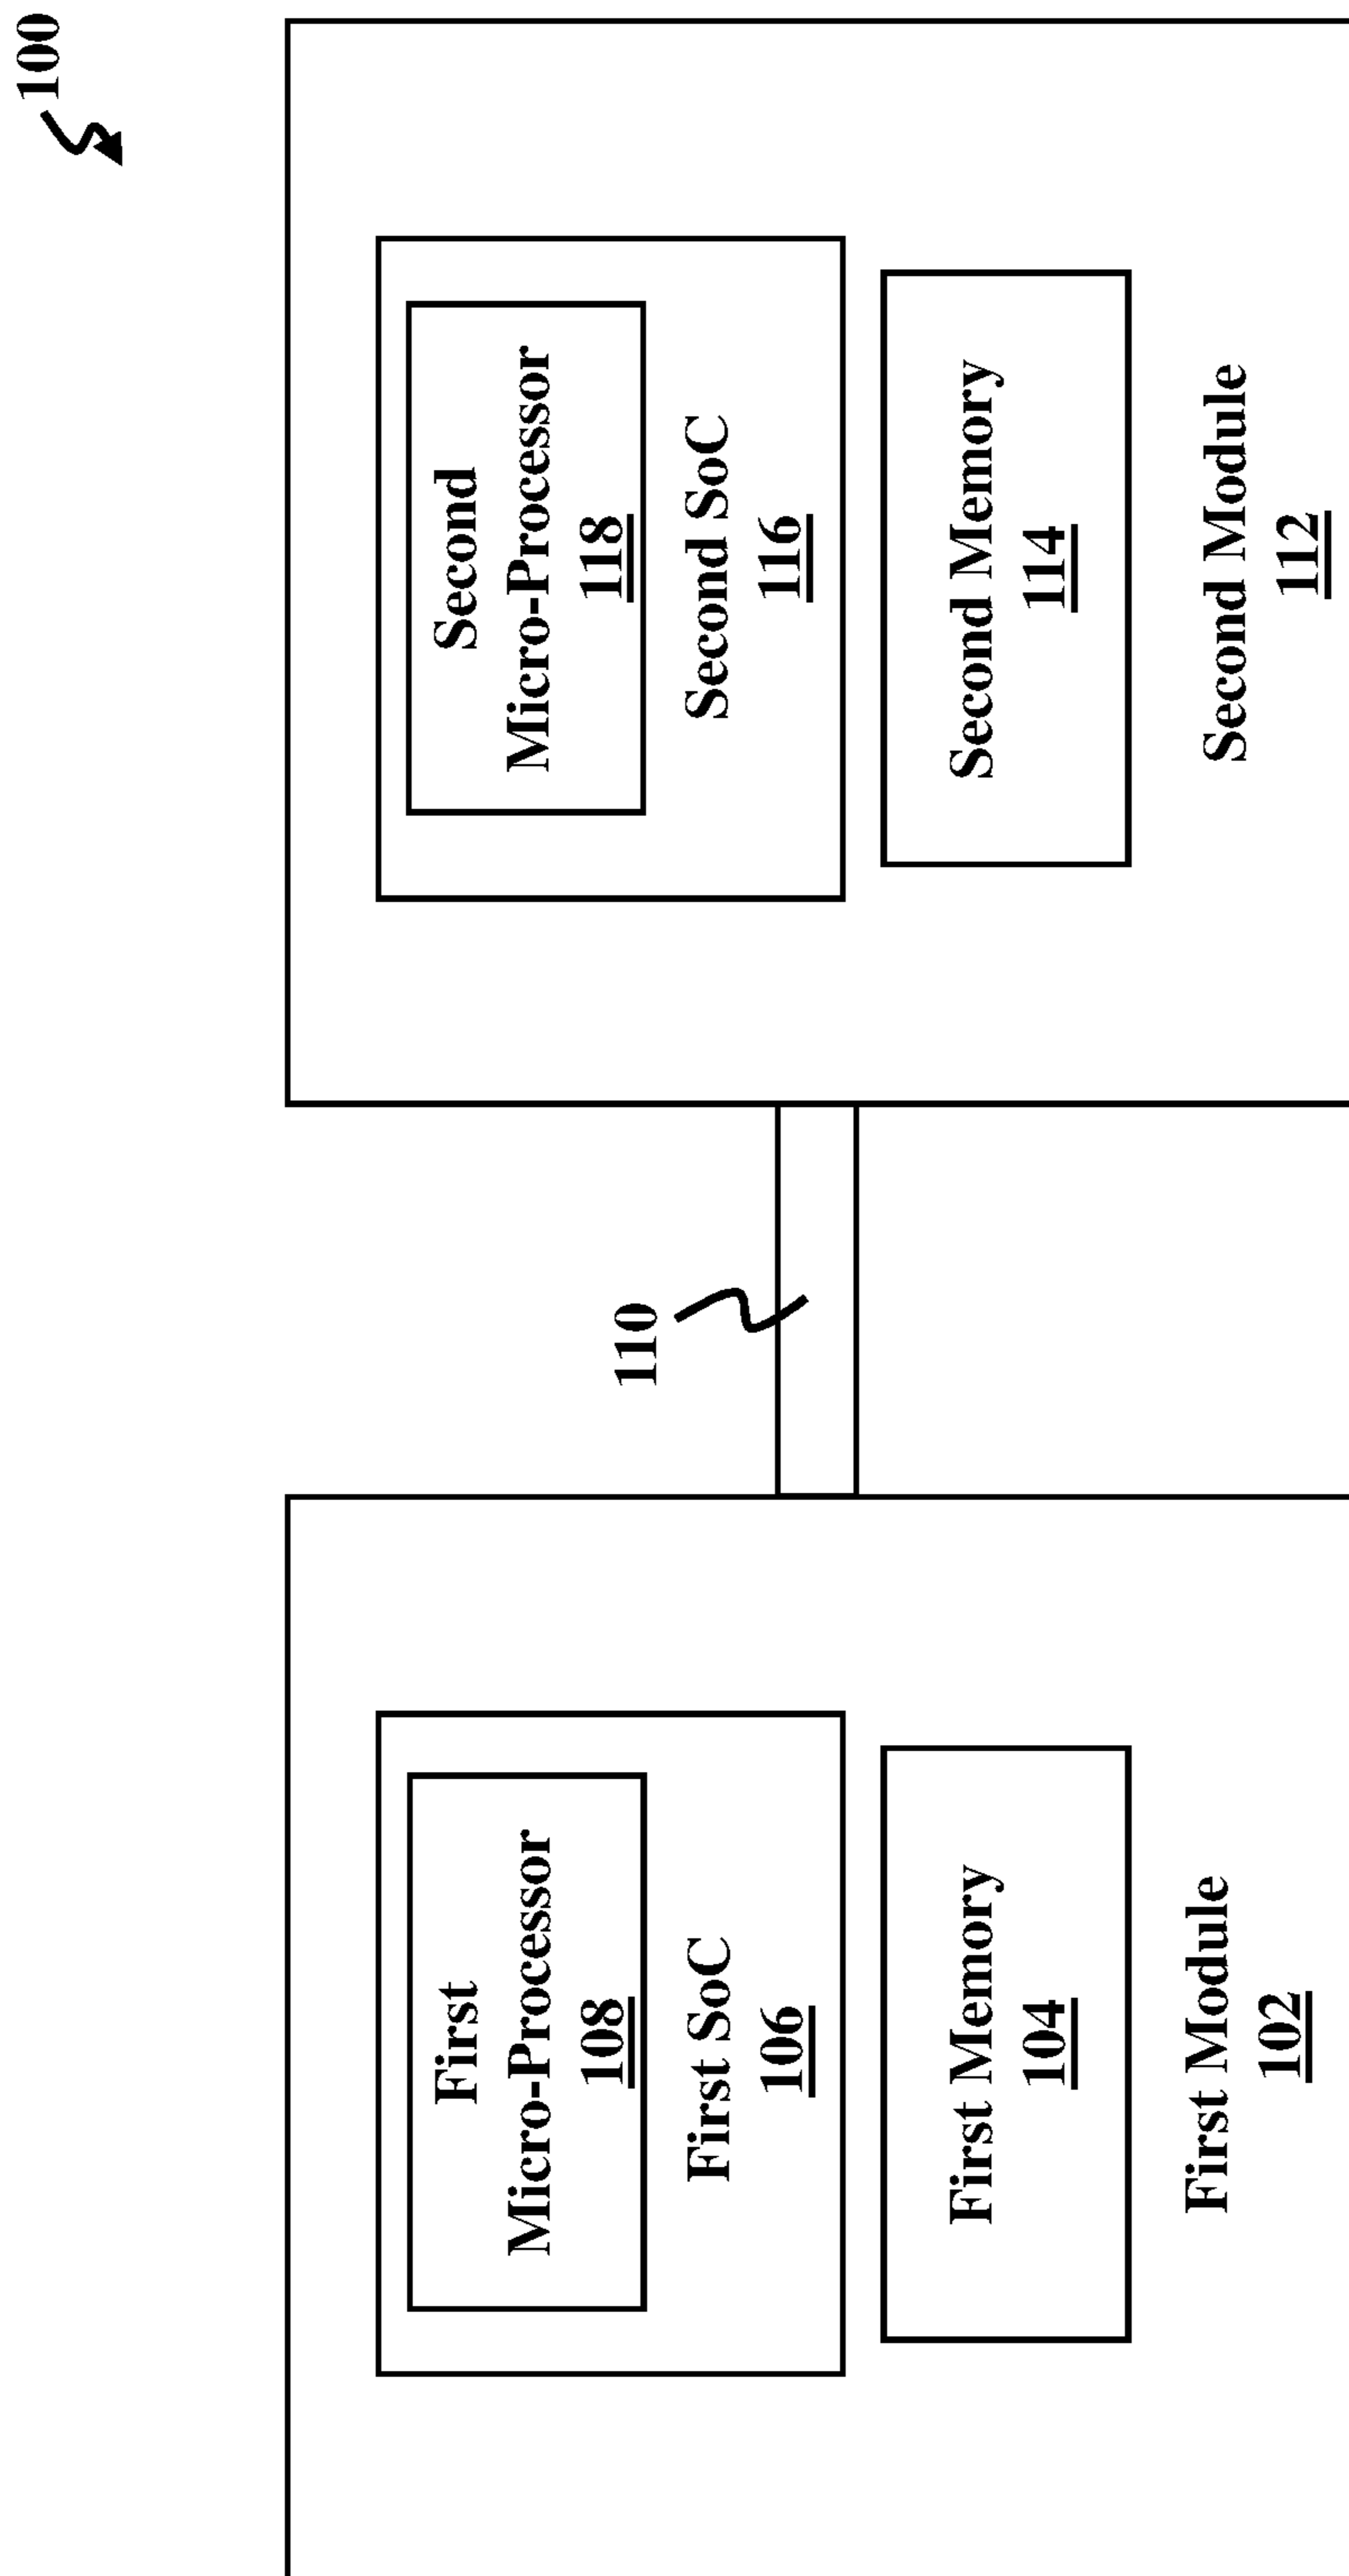 100
First
Micro-Processor
108
First SoC
106
First Memory
104
First Module
102
110
Second
Micro-Processor
118
Second SoC
116
Second Memory
114
Second Module
112